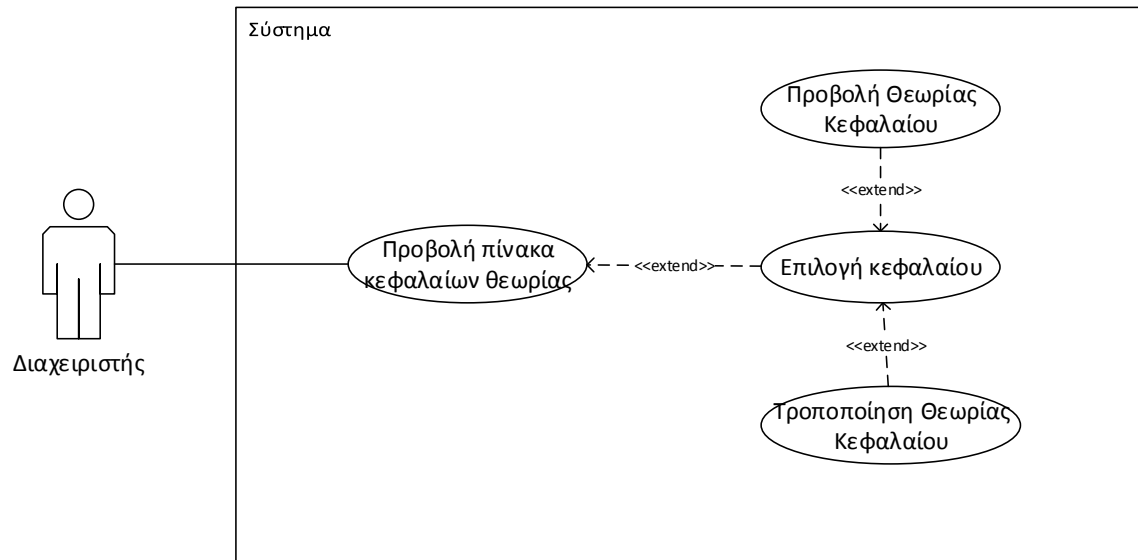 Σύστημα
Προβολή Θεωρίας
Κεφαλαίου
<<extend>>
Προβολή πίνακα
κεφαλαίων θεωρίας
<<extend>>
Επιλογή κεφαλαίου
<<extend>>
Διαχειριστής
Τροποποίηση Θεωρίας
Κεφαλαίου